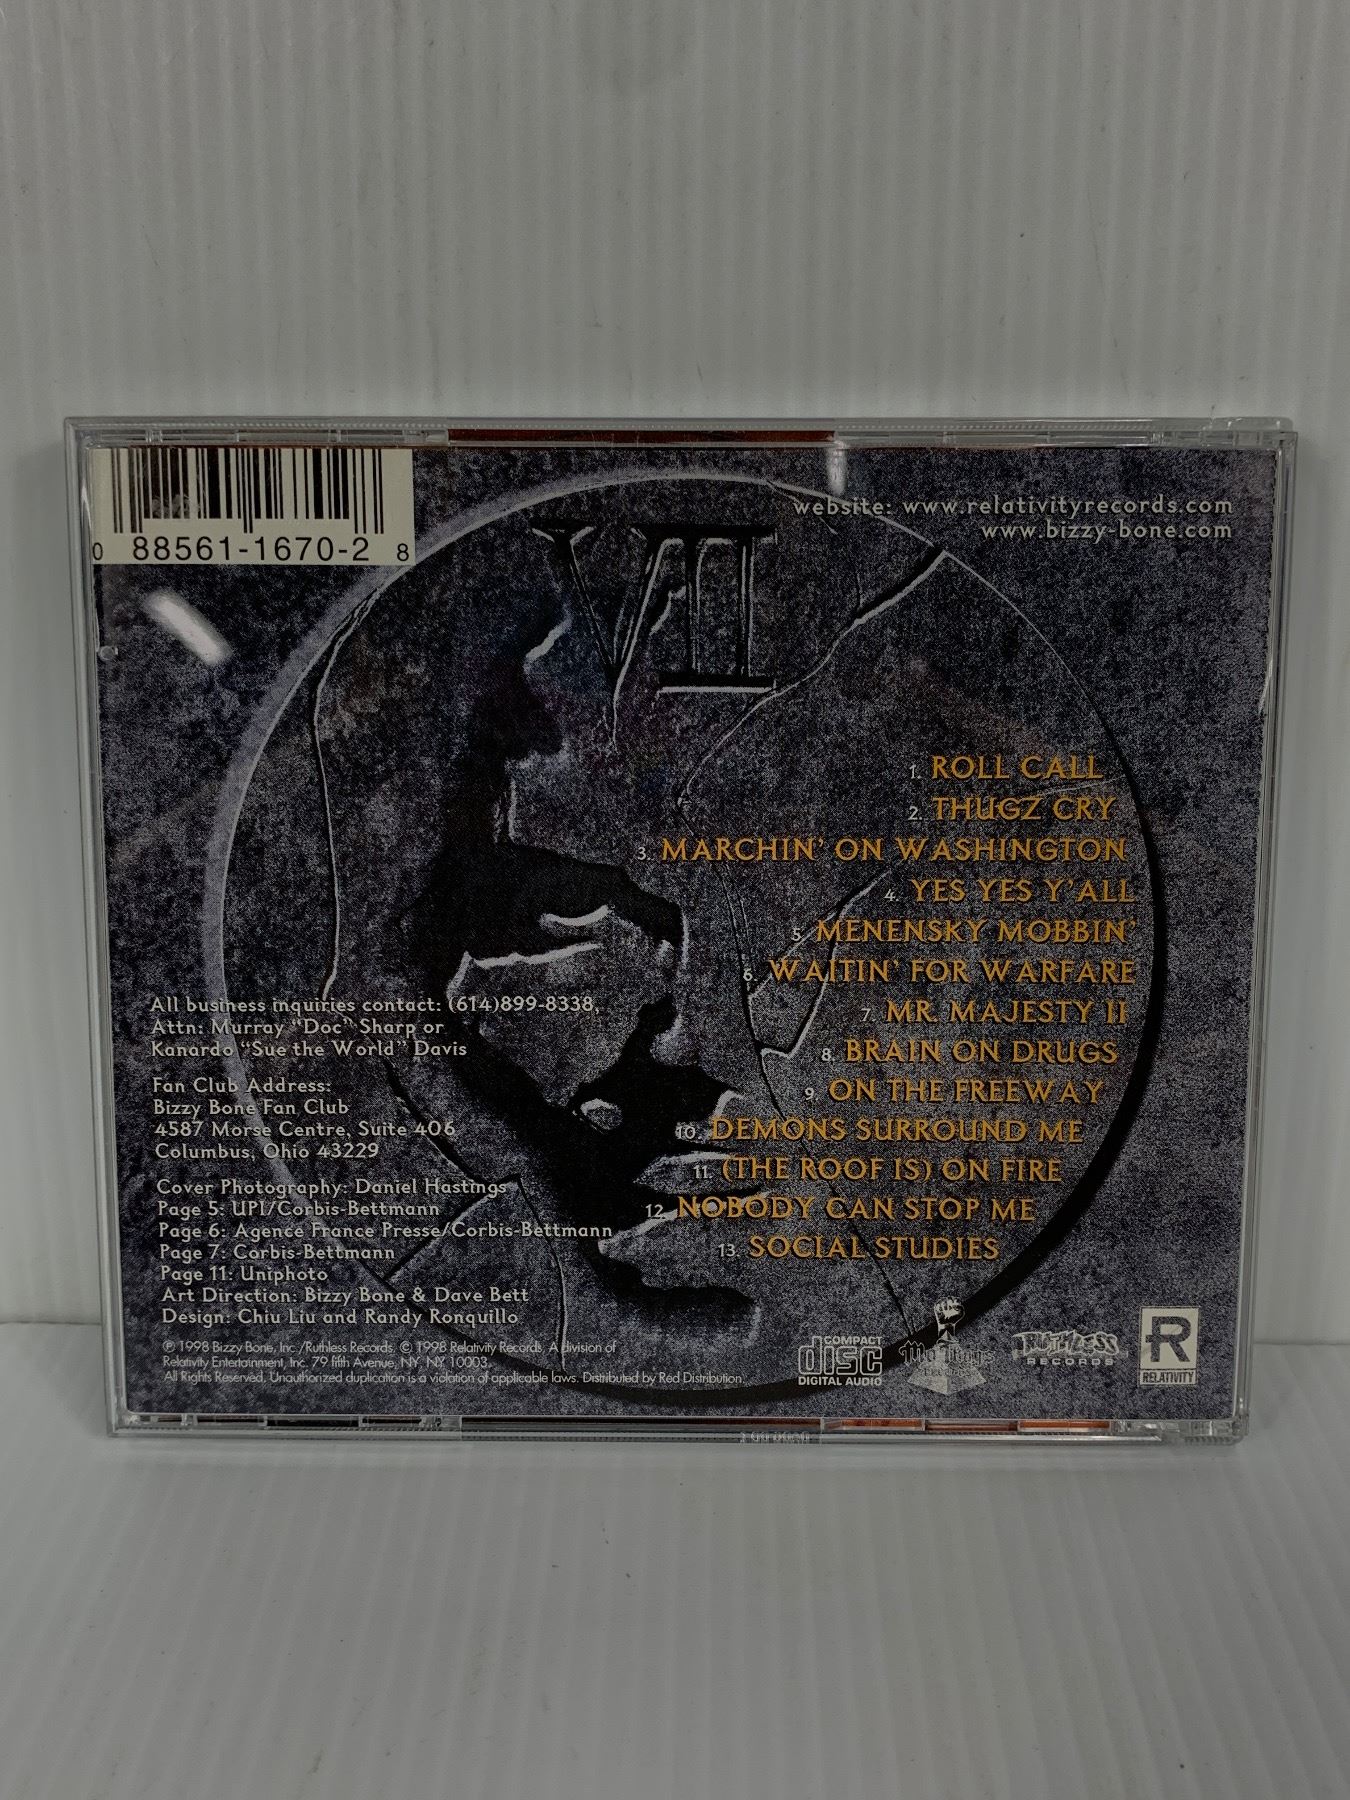 0 88561-1670-2 8
website: www.relativityrecords.com
www.bizzy-bone.com
VII
1. ROLL CALL
2. THUGZ CRY
3. MARCHIN' ON WASHINGTON
4. YES YES Y'ALL
5. MENENSKY MOBBIN'
6. WAITIN' FOR WARFARE
7. MR. MAJESTY II
8. BRAIN ON DRUGS
9. ON THE FREEWAY
10. DEMONS SURROUND ME
11. (THE ROOF IS) ON FIRE
12. NOBODY CAN STOP ME
13. SOCIAL STUDIES
All business inquiries contact: (614)899-8338,
Attn: Murray "Doc" Sharp or
Kanardo "Sue the World" Davis
Fan Club Address:
Bizzy Bone Fan Club
4587 Morse Centre, Suite 406
Columbus, Ohio 43229
Cover Photography: Daniel Hastings
Page 5: UPI/Corbis-Bettmann
Page 6: Agence France Presse/Corbis-Bettmann
Page 7: Corbis-Bettmann
Page 11: Uniphoto
Art Direction: Bizzy Bone & Dave Bett
Design: Chiu Liu and Randy Ronquillo
℗ 1998 Bizzy Bone, Inc./Ruthless Records. © 1998 Relativity Records. A division of
Relativity Entertainment, Inc. 79 fifth Avenue, NY, NY 10003.
All Rights Reserved. Unauthorized duplication is a violation of applicable laws. Distributed by Red Distribution.
COMPACT
disc
DIGITAL AUDIO
Mo Thugs
RUTHLESS
RECORDS
R
RELATIVITY